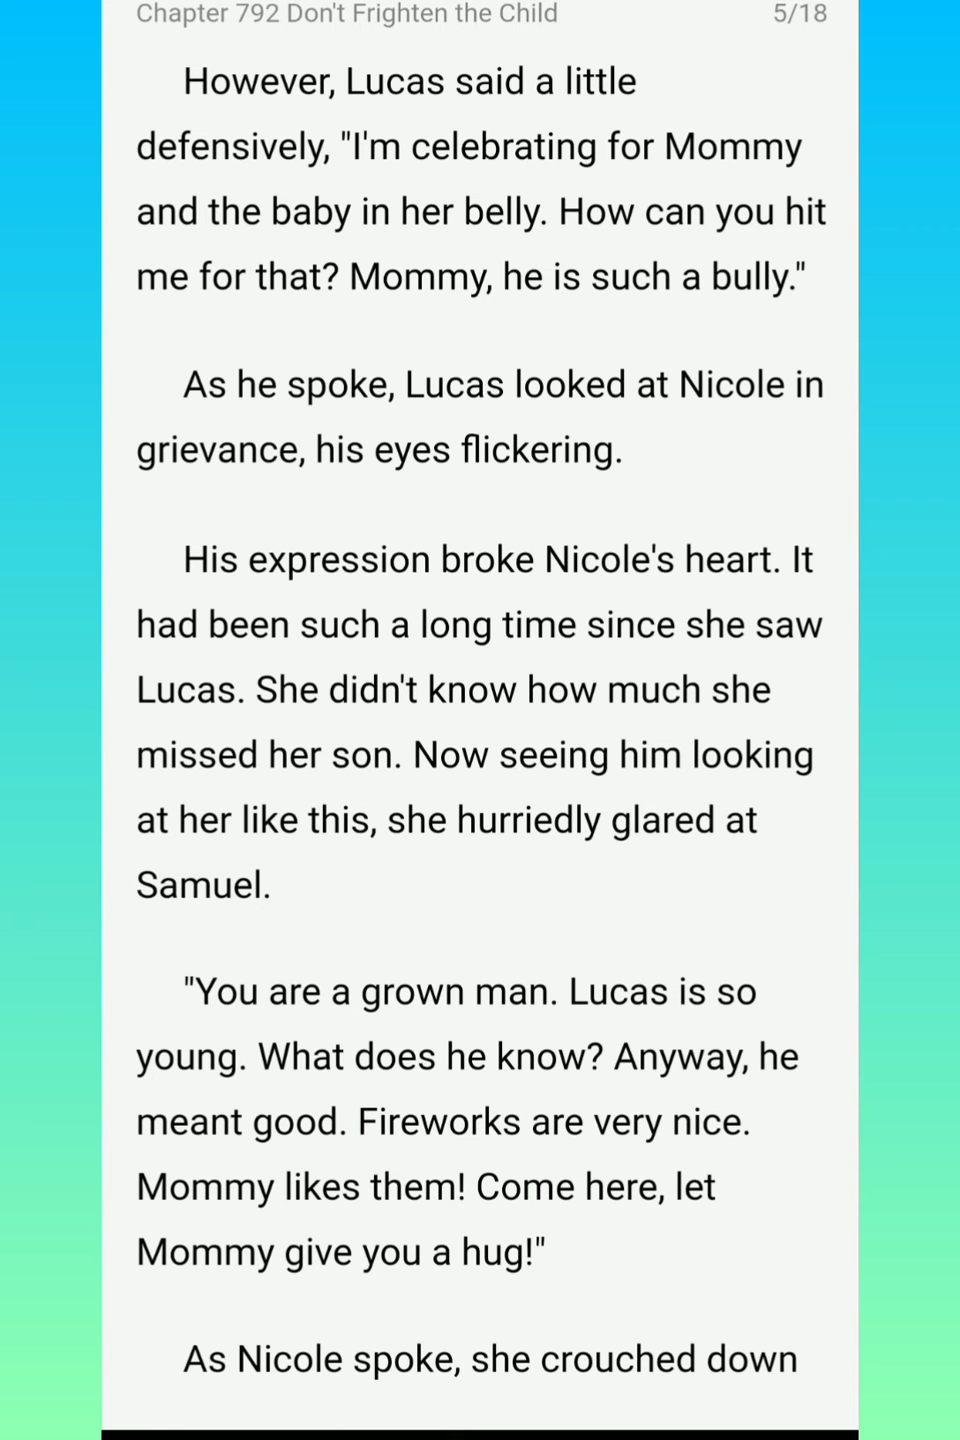 Chapter 792 Don't Frighten the Child 5/18
However, Lucas said a little
defensively, "I'm celebrating for Mommy
and the baby in her belly. How can you hit
me for that? Mommy, he is such a bully."
As he spoke, Lucas looked at Nicole in
grievance, his eyes flickering.
His expression broke Nicole's heart. It
had been such a long time since she saw
Lucas. She didn't know how much she
missed her son. Now seeing him looking
at her like this, she hurriedly glared at
Samuel.
"You are a grown man. Lucas is so
young. What does he know? Anyway, he
meant good. Fireworks are very nice.
Mommy likes them! Come here, let
Mommy give you a hug!"
As Nicole spoke, she crouched down